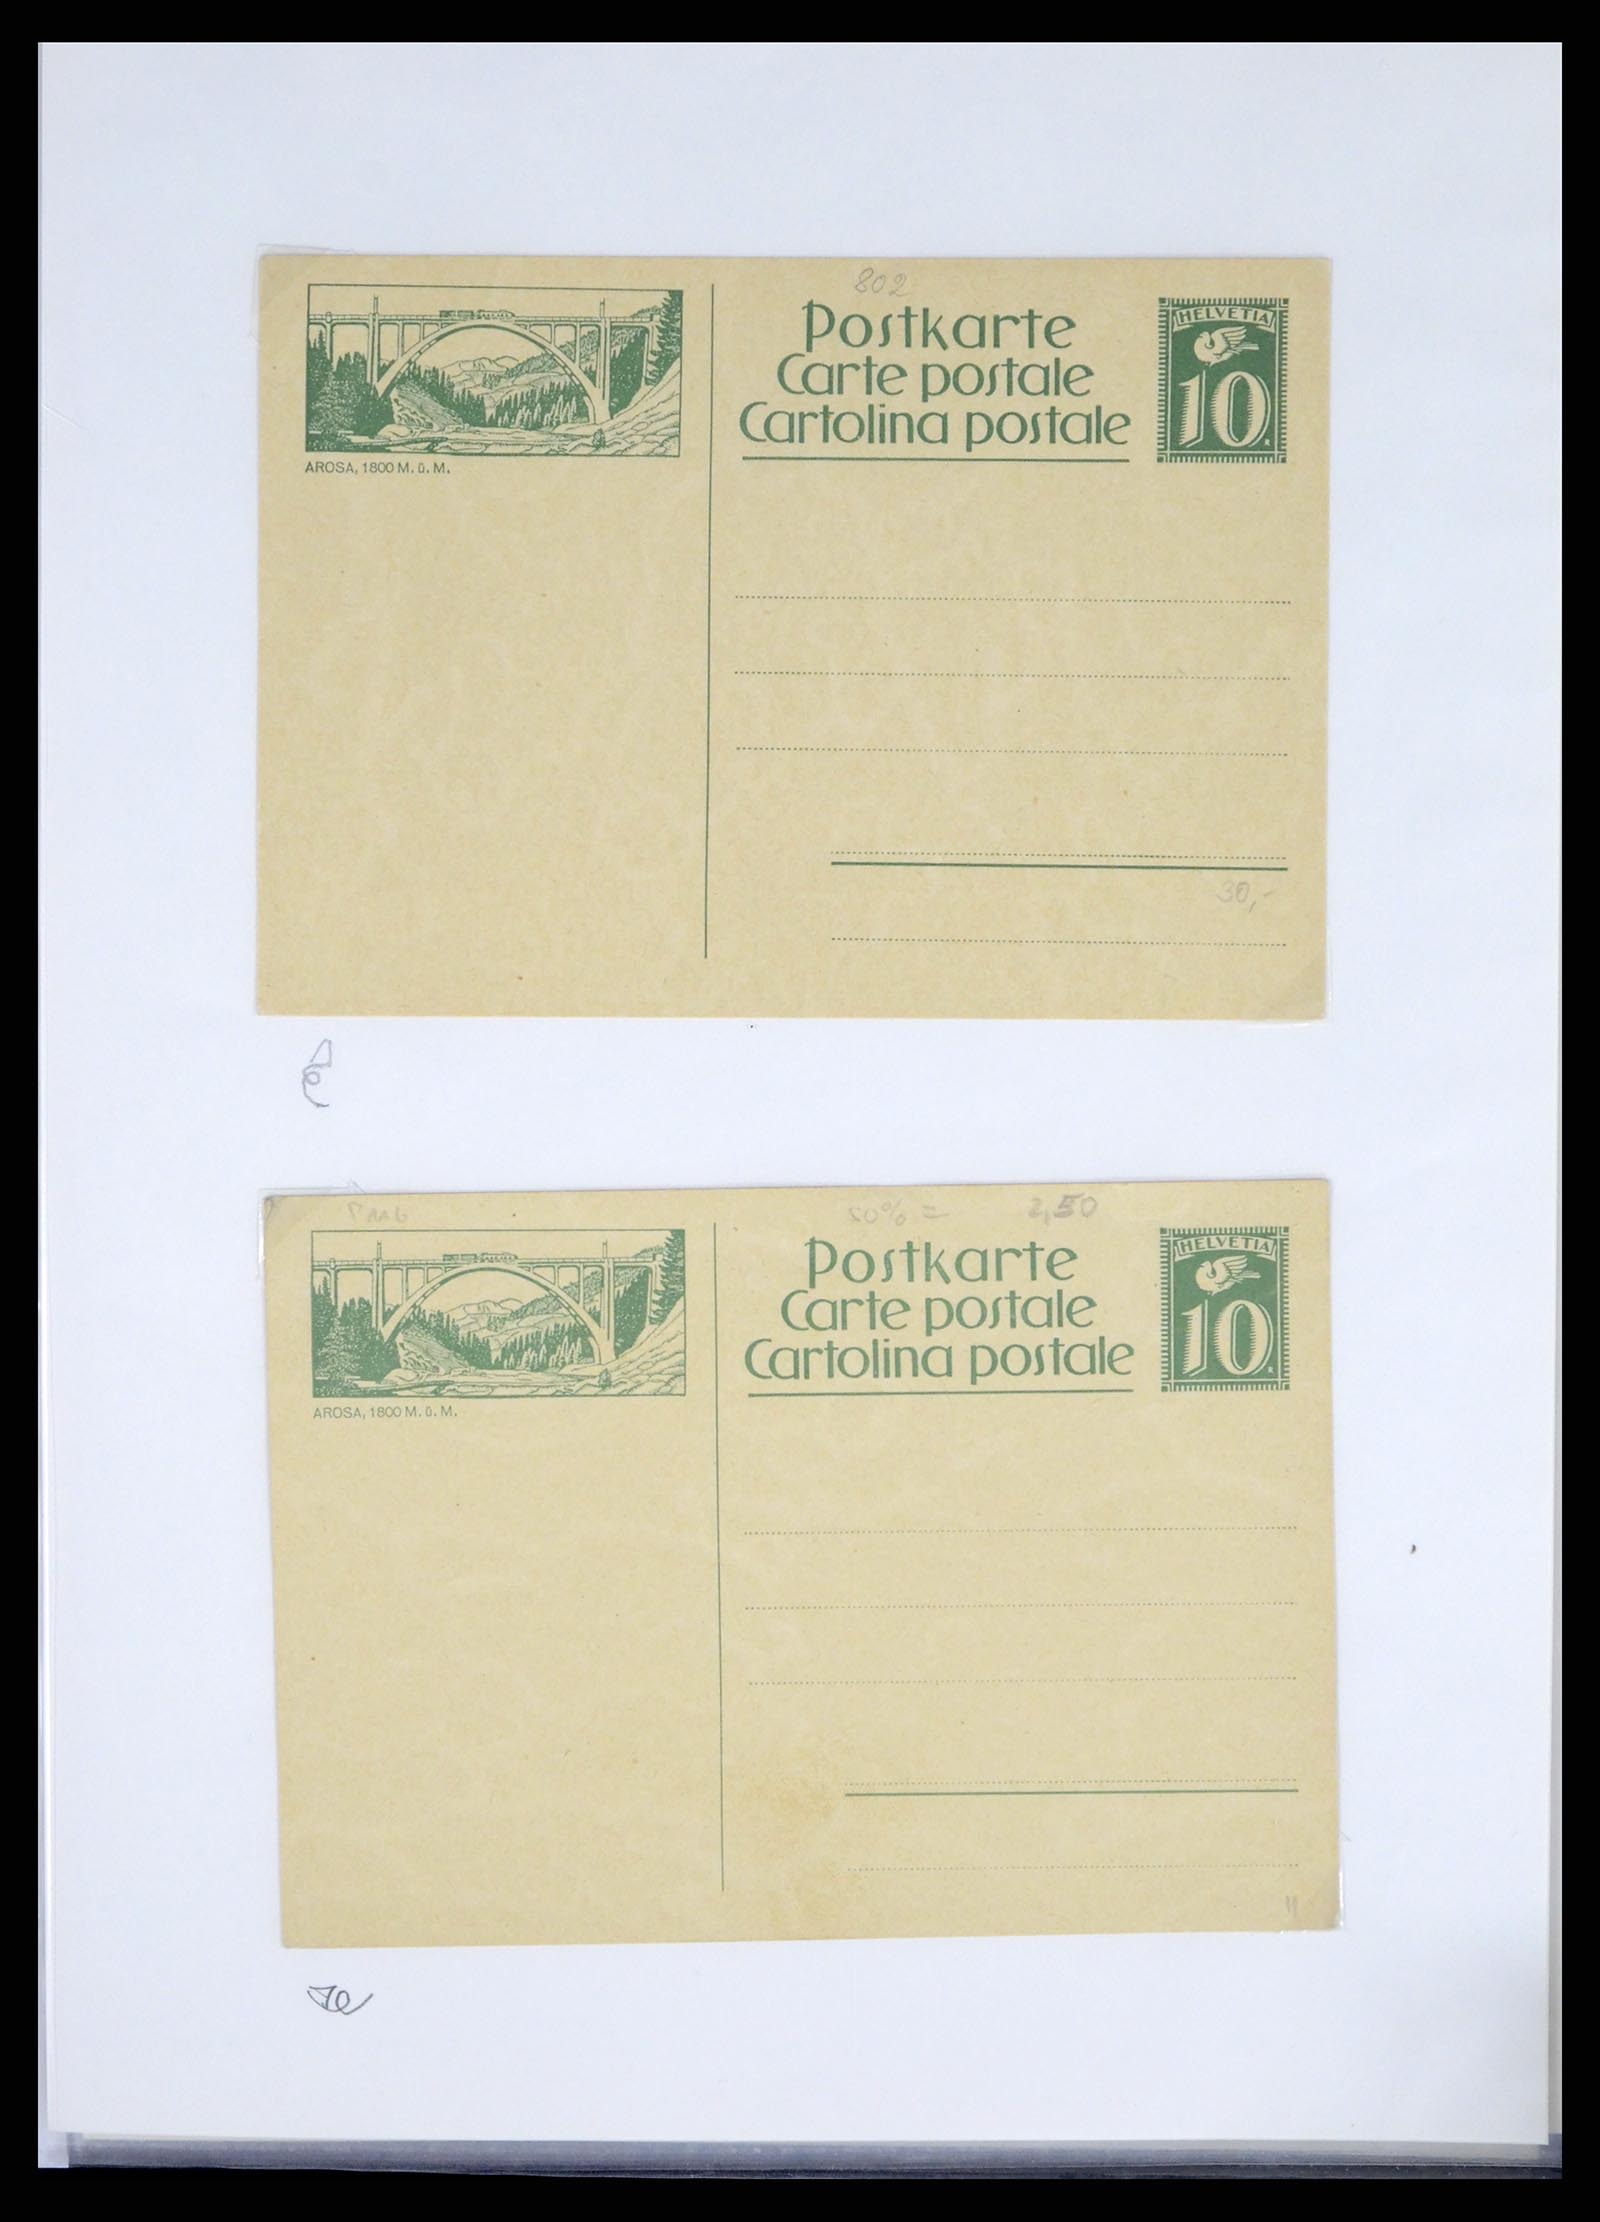 802
Postkarte
Carte postale
Cartolina postale
HELVETIA
10
AROSA, 1800 M. ü. M.
30,-
50% = 2,50
Postkarte
Carte postale
Cartolina postale
HELVETIA
10
AROSA, 1800 M. ü. M.